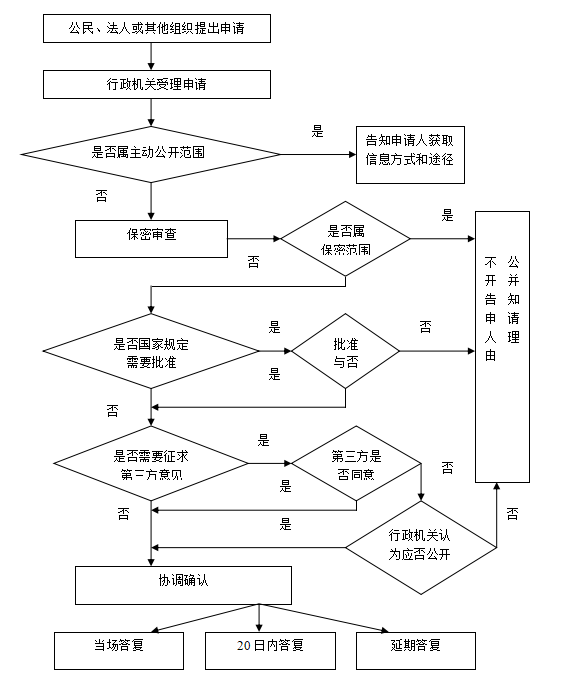 公民、法人或其他组织提出申请
行政机关受理申请
是否属主动公开范围
是
告知申请人获取
信息方式和途径
否
保密审查
否
是否属
保密范围
是
不 公
开 并
告 知
申 请
人 理
由
是否国家规定
需要批准
是
是
批准
与否
否
否
是否需要征求
第三方意见
是
是
第三方是
否同意
否
否
是
行政机关认
为应否公开
否
协调确认
当场答复
20日内答复
延期答复